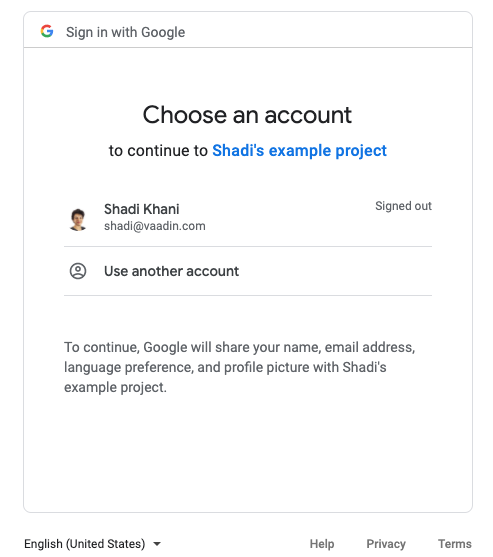 Sign in with Google
Choose an account
to continue to Shadi's example project
Shadi Khani
Signed out
shadi@vaadin.com
Use another account
To continue, Google will share your name, email address,
language preference, and profile picture with Shadi's
example project.
English (United States)
Help
Privacy
Terms